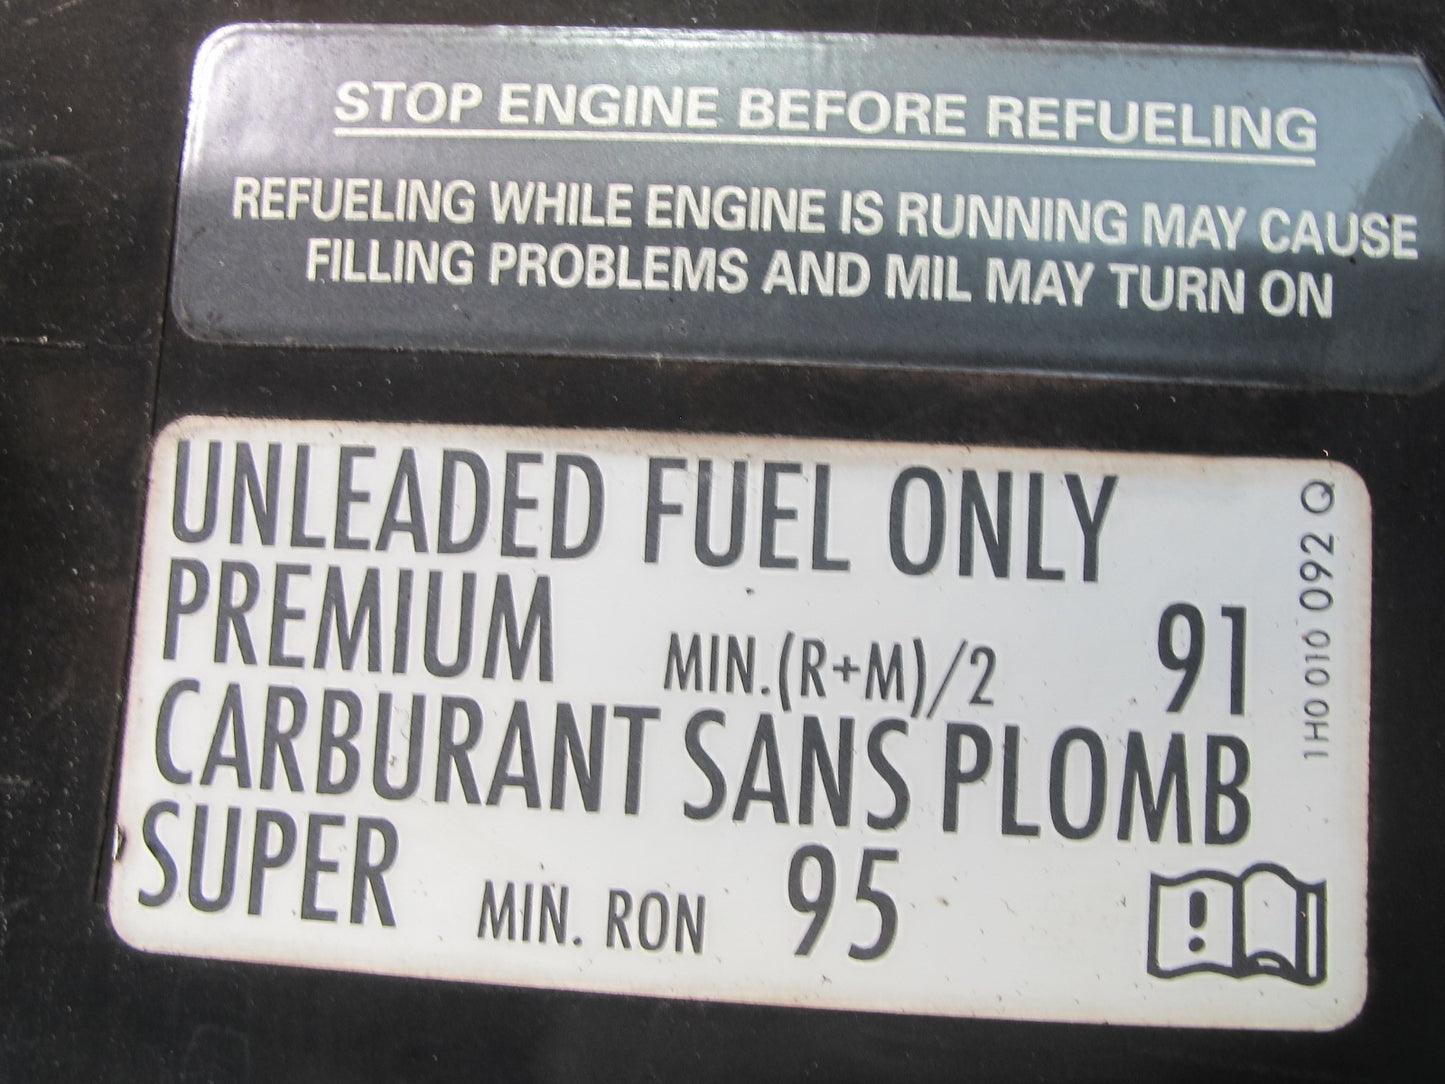 STOP ENGINE BEFORE REFUELING
REFUELING WHILE ENGINE IS RUNNING MAY CAUSE
FILLING PROBLEMS AND MIL MAY TURN ON
UNLEADED FUEL ONLY
PREMIUM MIN.(R+M)/2 91
CARBURANT SANS PLOMB
SUPER MIN. RON 95
1H0 010 092 Q